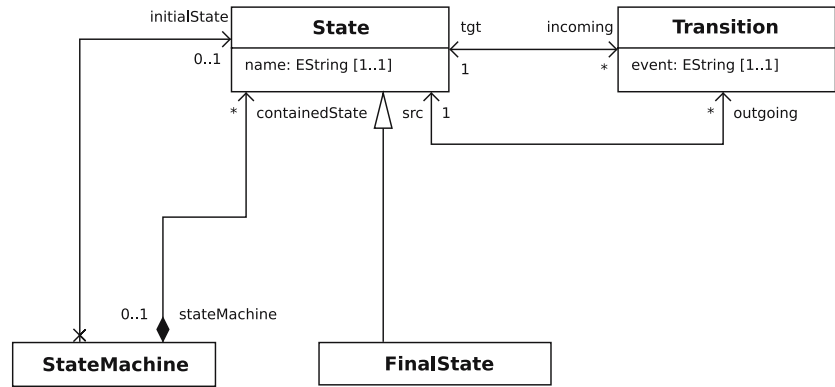 initialState
0..1
State
name: EString [1..1]
tgt
1
incoming
*
Transition
event: EString [1..1]
* containedState
src 1
* outgoing
0..1 stateMachine
StateMachine
FinalState